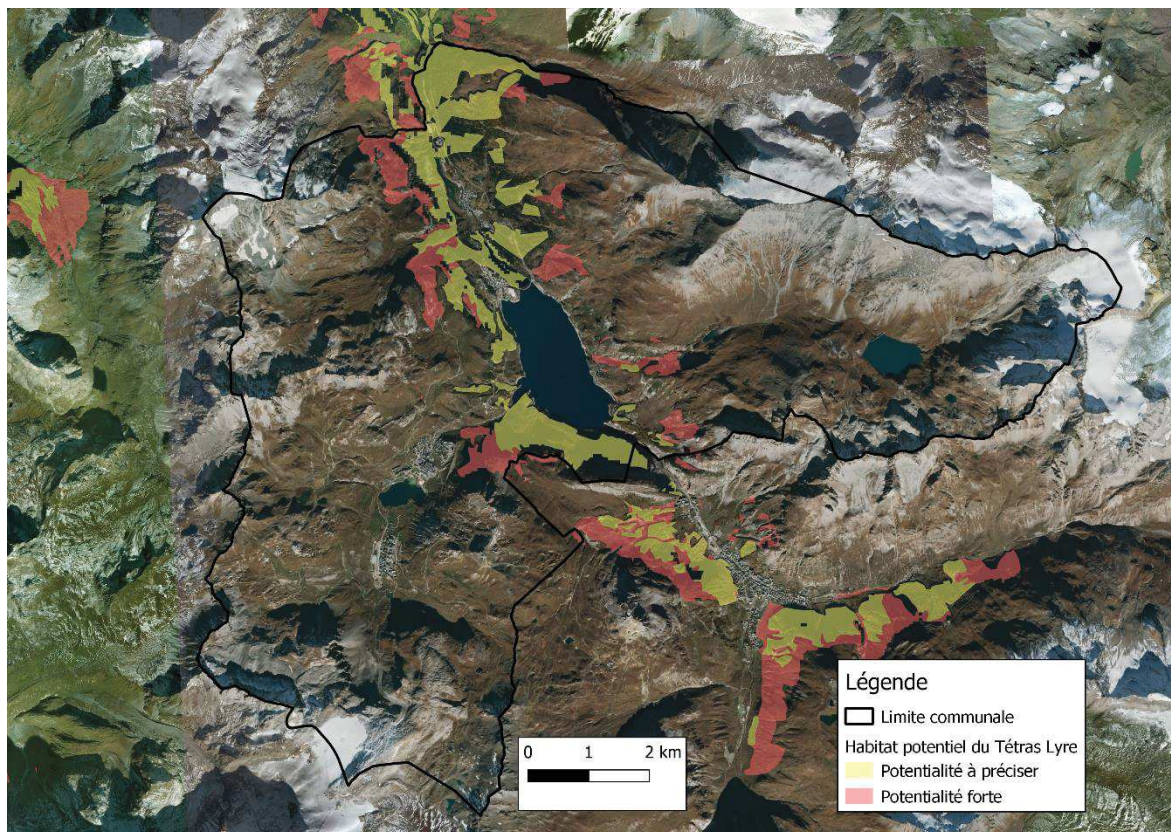 Légende
Limite communale
Habitat potentiel du Tétras Lyre
Potentialité à préciser
Potentialité forte
0 1 2 km